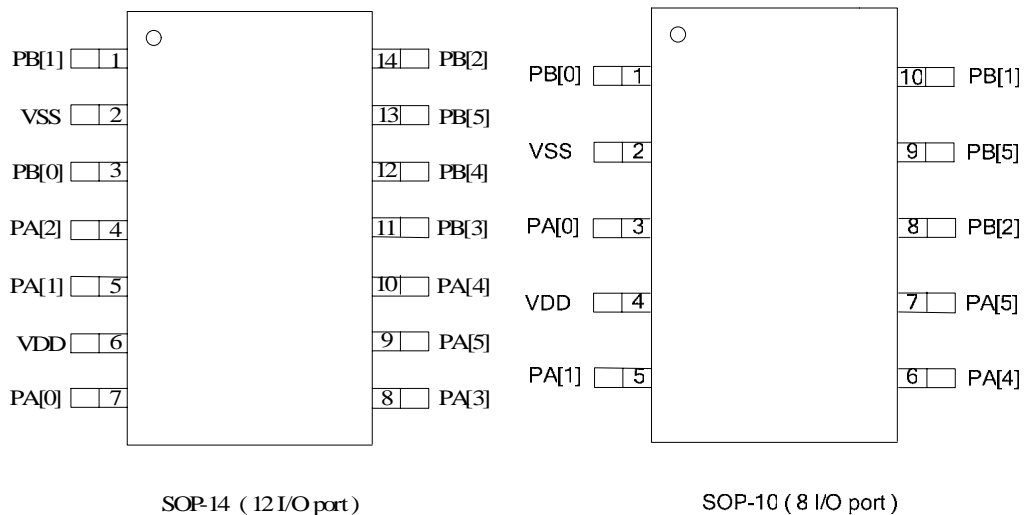 PB[1] 1 14 PB[2]
VSS 2 13 PB[5]
PB[0] 3 12 PB[4]
PA[2] 4 11 PB[3]
PA[1] 5 10 PA[4]
VDD 6 9 PA[5]
PA[0] 7 8 PA[3]
SOP-14 ( 12 I/O port )
PB[0] 1 10 PB[1]
VSS 2 9 PB[5]
PA[0] 3 8 PB[2]
VDD 4 7 PA[5]
PA[1] 5 6 PA[4]
SOP-10 ( 8 I/O port )